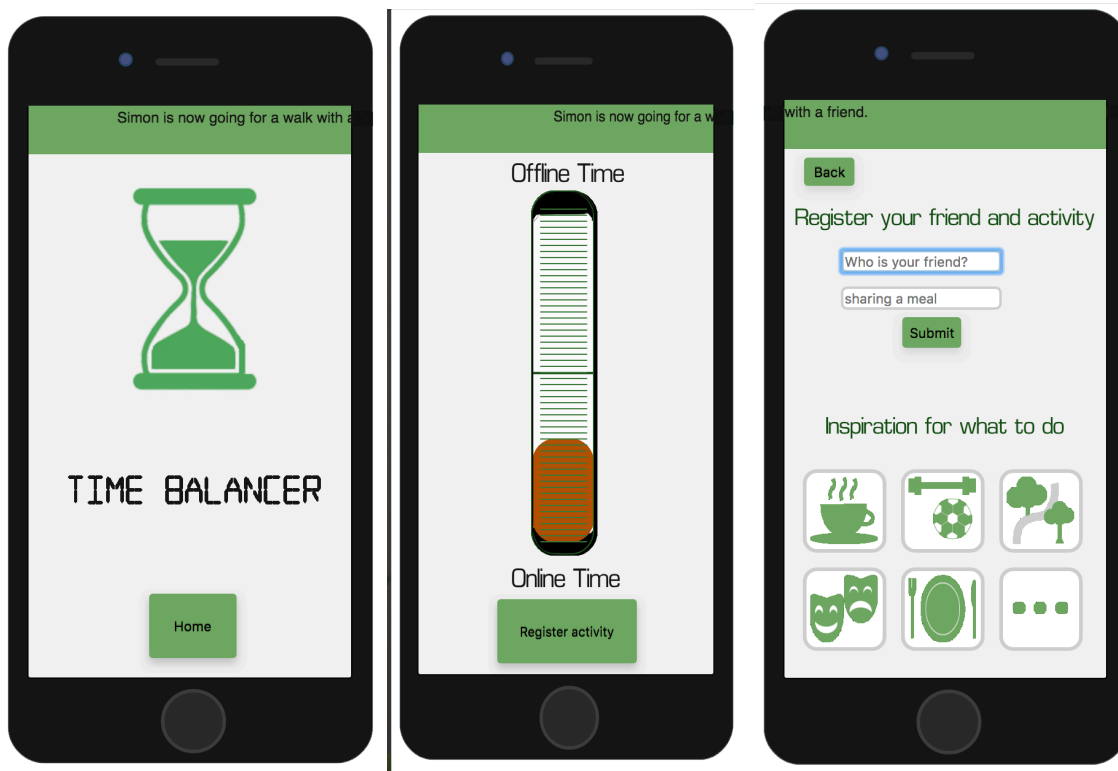 Simon is now going for a walk with a
TIME BALANCER
Home
Simon is now going for a w
Offline Time
Online Time
Register activity
with a friend.
Back
Register your friend and activity
Who is your friend?
sharing a meal
Submit
Inspiration for what to do